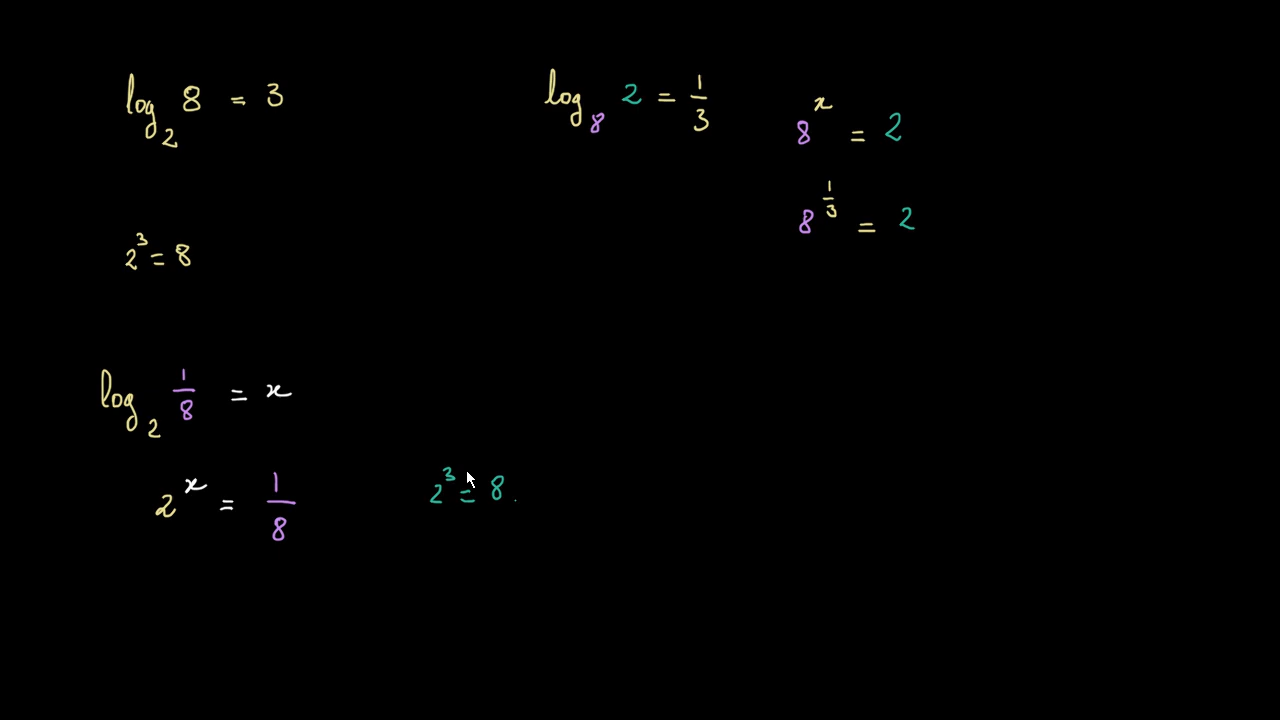 log₂ 8 = 3
log₈ 2 = 1/3
8ˣ = 2
8^(1/3) = 2
2³ = 8
log₂ 1/8 = x
2ˣ = 1/8
2³ = 8.